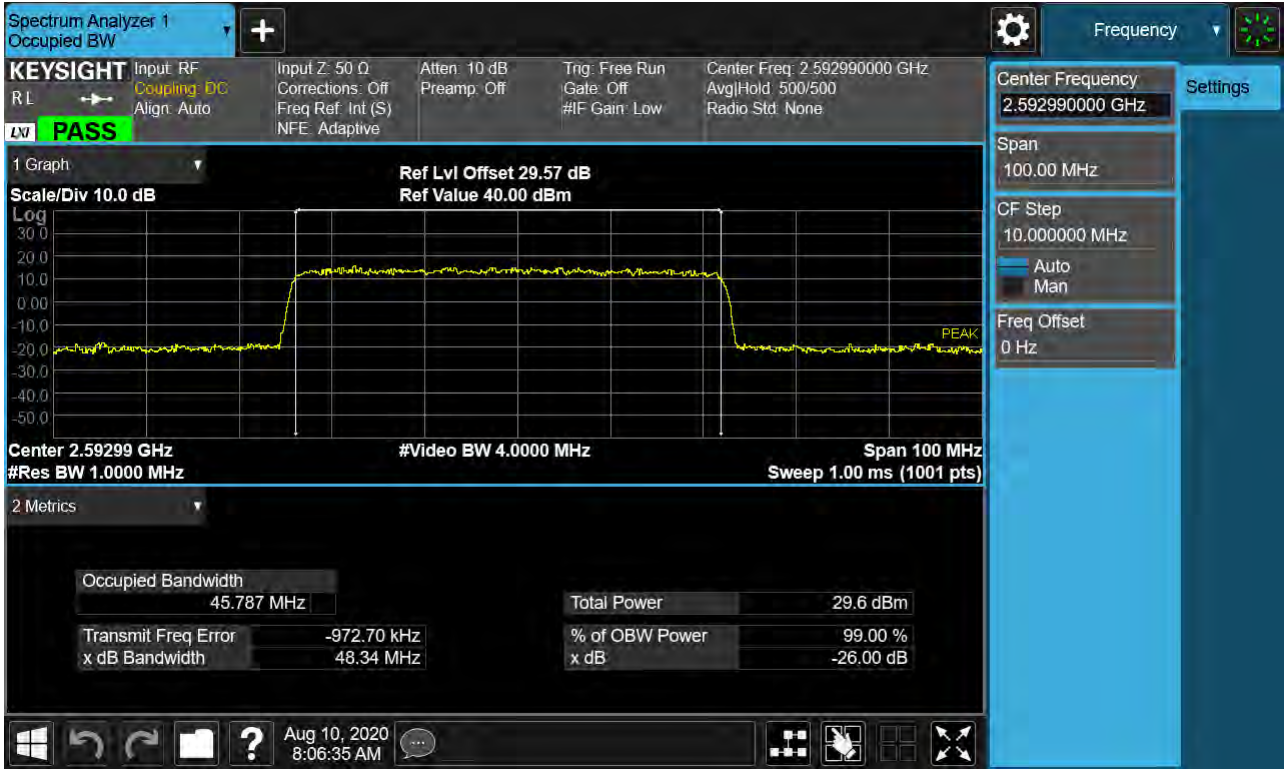 Spectrum Analyzer 1
Occupied BW
+
Frequency
KEYSIGHT
R L
LXI
PASS
Input: RF
Coupling: DC
Align: Auto
Input Z: 50 Ω
Corrections: Off
Freq Ref: Int (S)
NFE: Adaptive
Atten: 10 dB
Preamp: Off
Trig: Free Run
Gate: Off
#IF Gain: Low
Center Freq: 2.592990000 GHz
Avg|Hold: 500/500
Radio Std: None
Center Frequency
2.592990000 GHz
Settings
Span
100.00 MHz
CF Step
10.000000 MHz
Auto
Man
Freq Offset
0 Hz
1 Graph
Scale/Div 10.0 dB
Ref Lvl Offset 29.57 dB
Ref Value 40.00 dBm
Log
30.0
20.0
10.0
0.00
-10.0
-20.0
-30.0
-40.0
-50.0
PEAK
Center 2.59299 GHz
#Video BW 4.0000 MHz
Span 100 MHz
#Res BW 1.0000 MHz
Sweep 1.00 ms (1001 pts)
2 Metrics
Occupied Bandwidth
45.787 MHz
Total Power 29.6 dBm
Transmit Freq Error -972.70 kHz
% of OBW Power 99.00 %
x dB Bandwidth 48.34 MHz
x dB -26.00 dB
?
Aug 10, 2020
8:06:35 AM